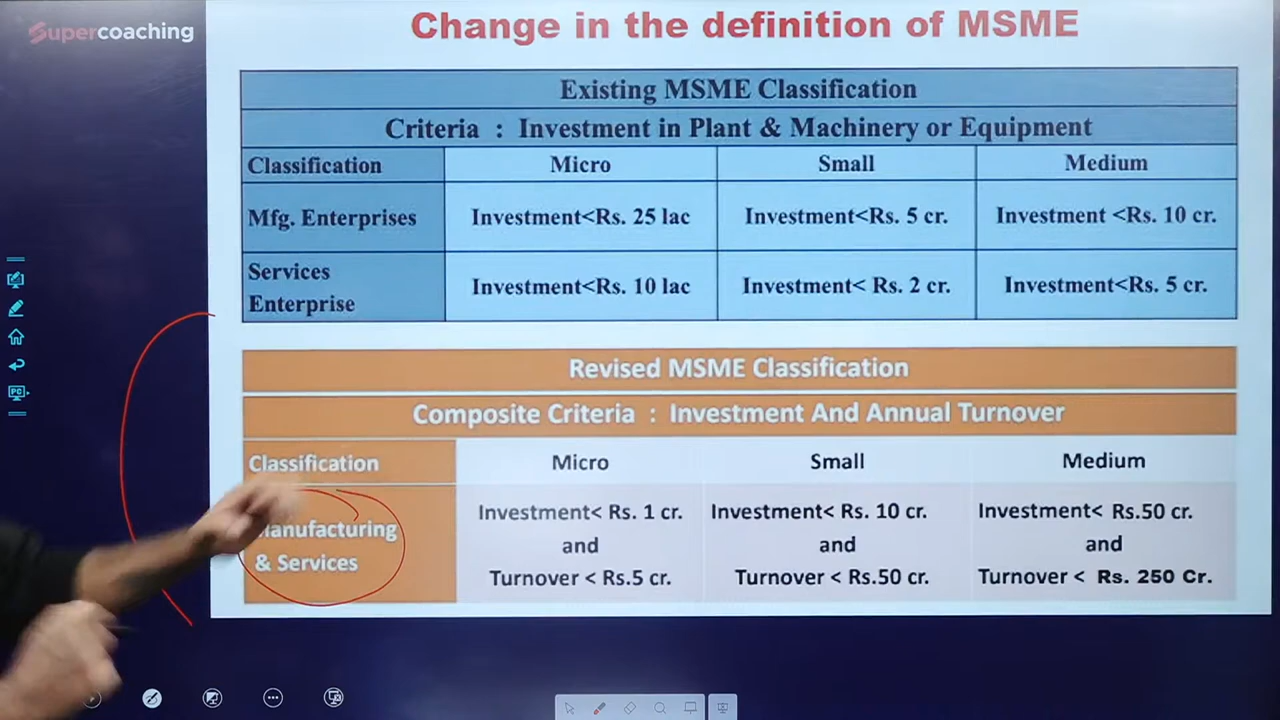 Supercoaching
Change in the definition of MSME
Existing MSME Classification
Criteria : Investment in Plant & Machinery or Equipment
Classification Micro Small Medium
Mfg. Enterprises Investment<Rs. 25 lac Investment<Rs. 5 cr. Investment <Rs. 10 cr.
Services
Enterprise Investment<Rs. 10 lac Investment< Rs. 2 cr. Investment<Rs. 5 cr.
Revised MSME Classification
Composite Criteria : Investment And Annual Turnover
Classification Micro Small Medium
Manufacturing
& Services
Investment< Rs. 1 cr.
and
Turnover < Rs.5 cr.
Investment< Rs. 10 cr.
and
Turnover < Rs.50 cr.
Investment< Rs.50 cr.
and
Turnover < Rs. 250 Cr.
PC